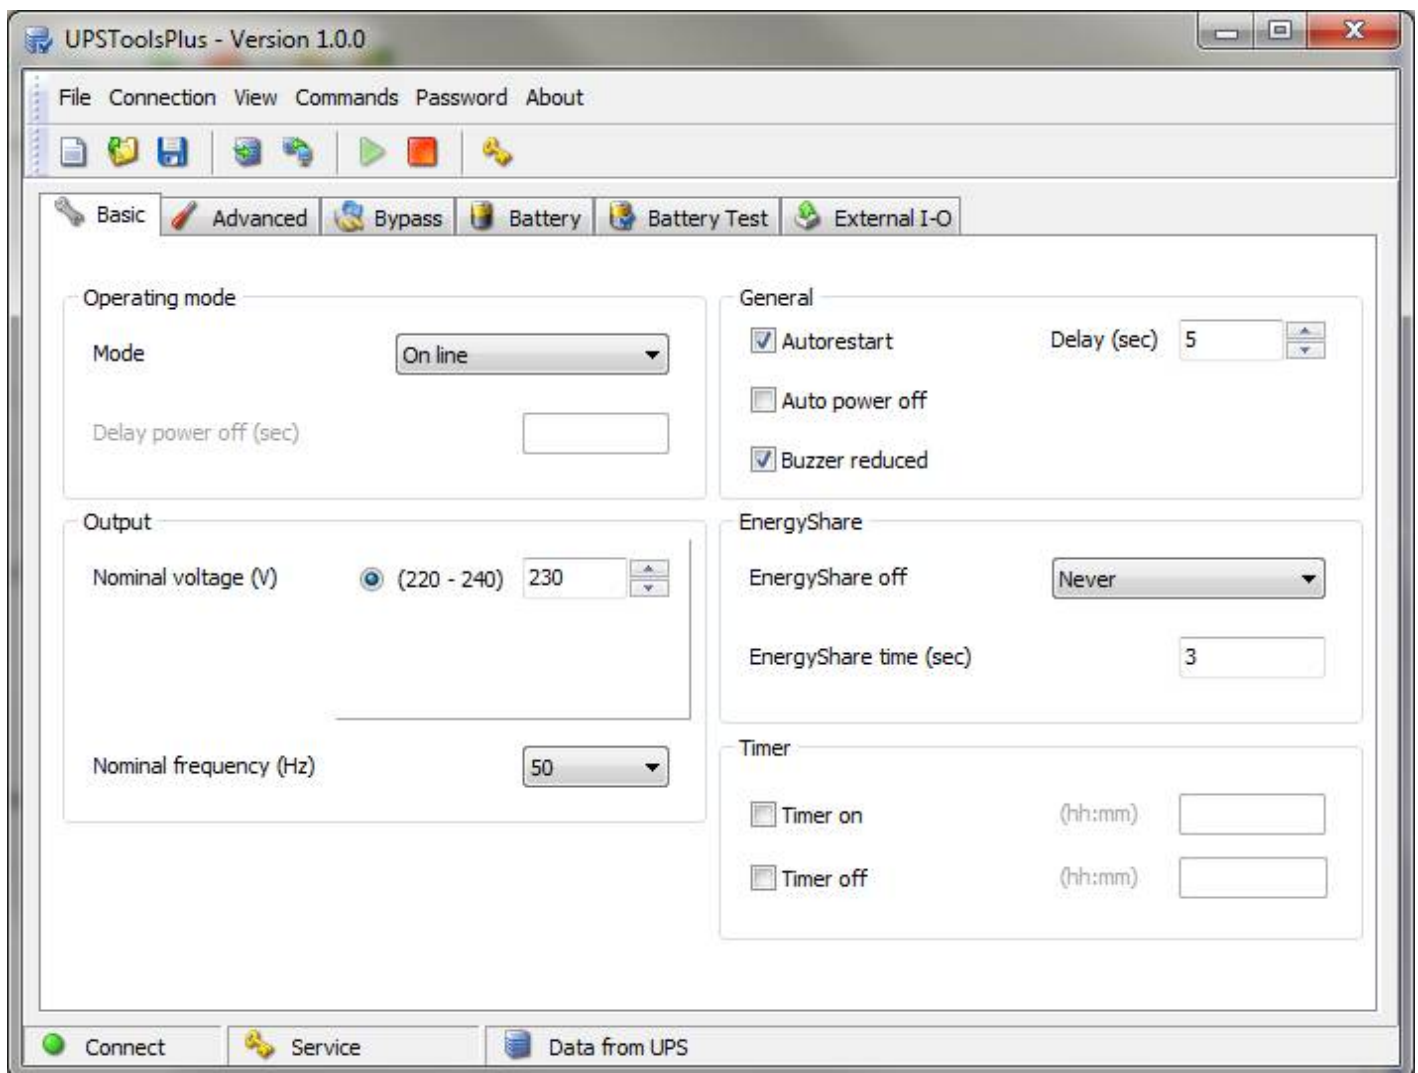 UPSToolsPlus - Version 1.0.0
File Connection View Commands Password About
Basic Advanced Bypass Battery Battery Test External I-O
Operating mode
Mode On line
Delay power off (sec)
General
Autorestart Delay (sec) 5
Auto power off
Buzzer reduced
Output
Nominal voltage (V) (220 - 240) 230
Nominal frequency (Hz) 50
EnergyShare
EnergyShare off Never
EnergyShare time (sec) 3
Timer
Timer on (hh:mm)
Timer off (hh:mm)
Connect Service Data from UPS